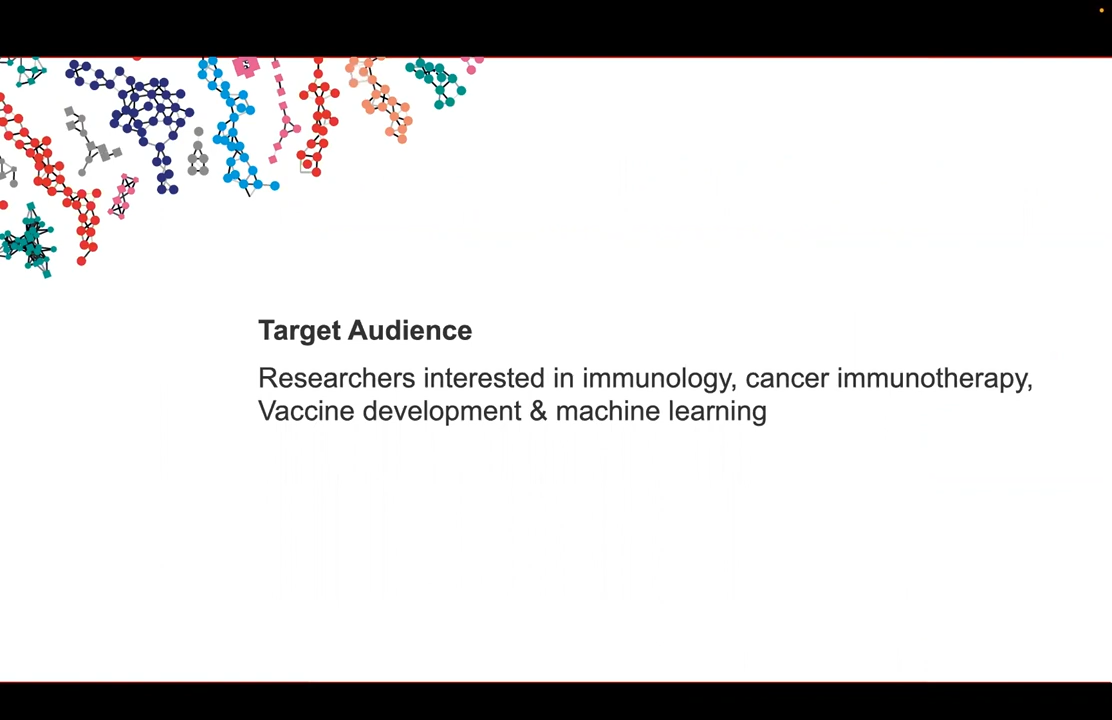 Target Audience
Researchers interested in immunology, cancer immunotherapy,
Vaccine development & machine learning